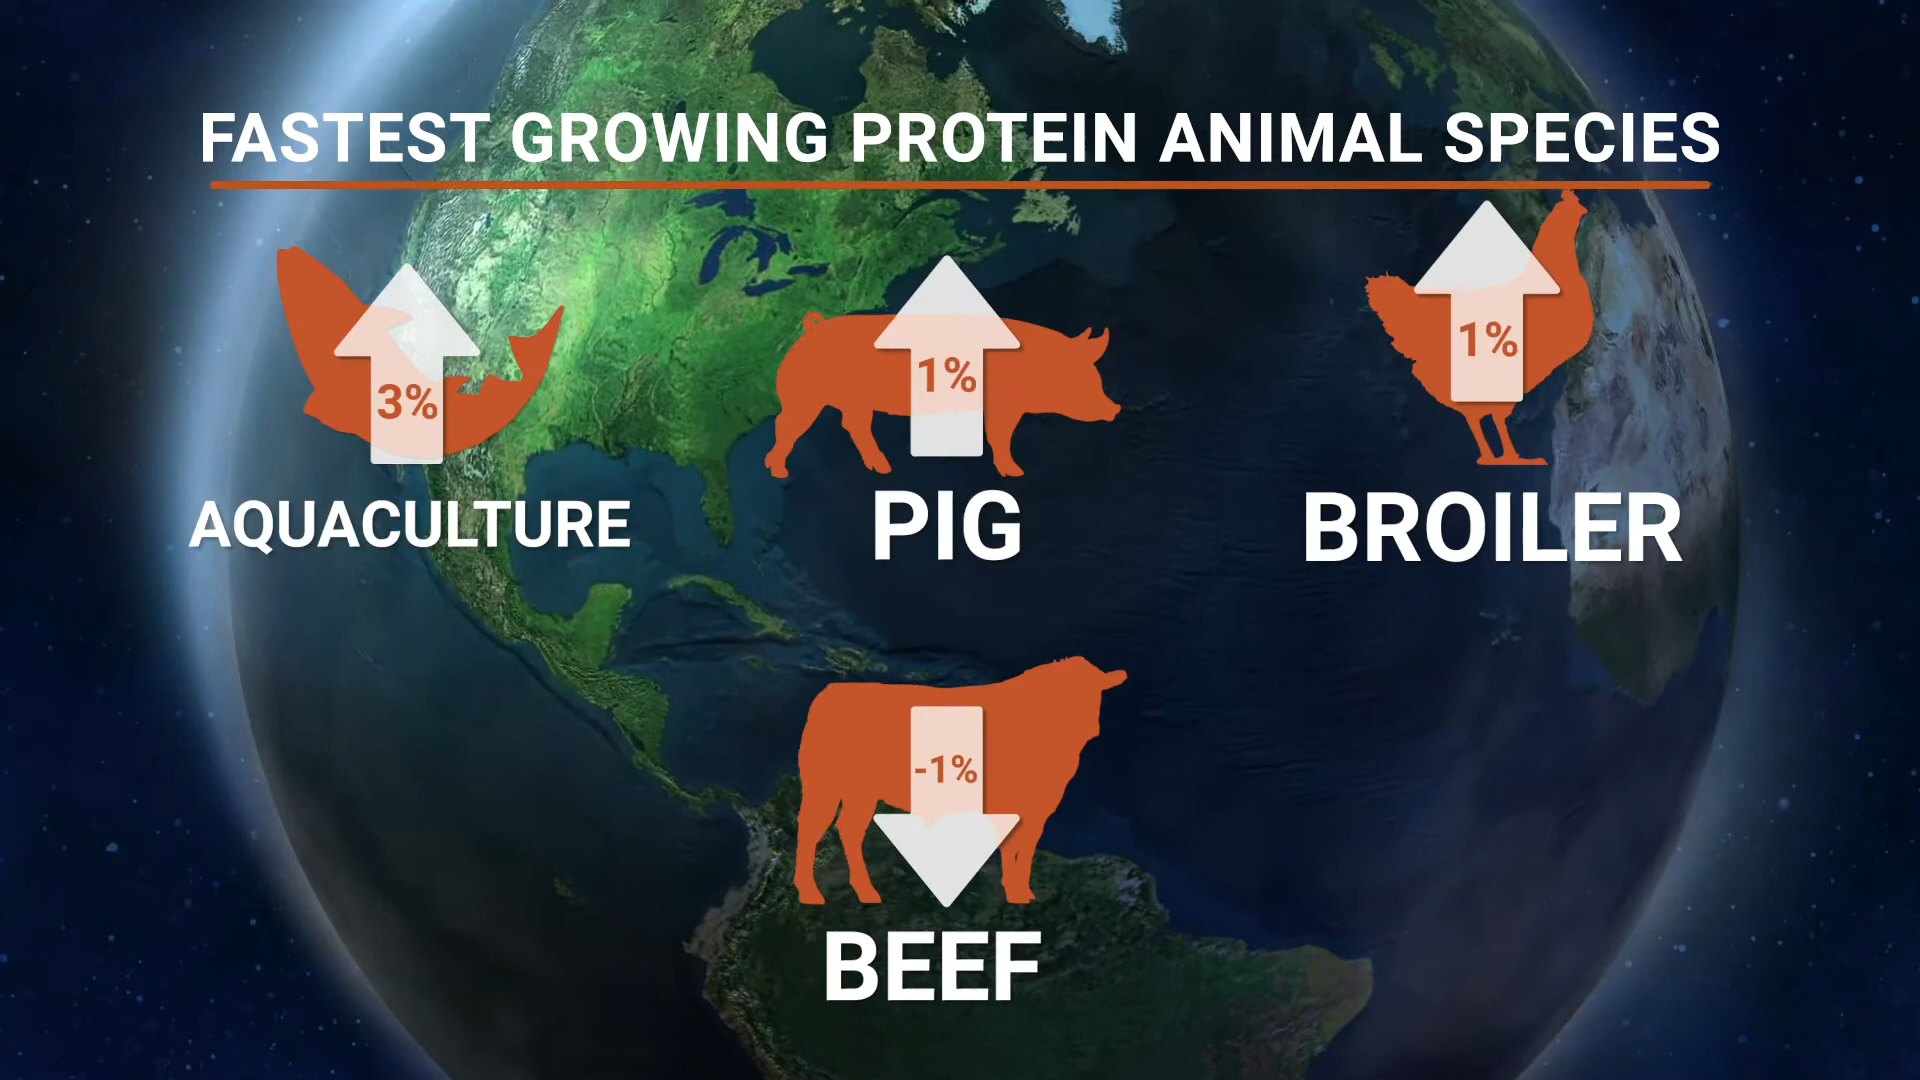 FASTEST GROWING PROTEIN ANIMAL SPECIES
3%
1%
1%
AQUACULTURE
PIG
BROILER
-1%
BEEF